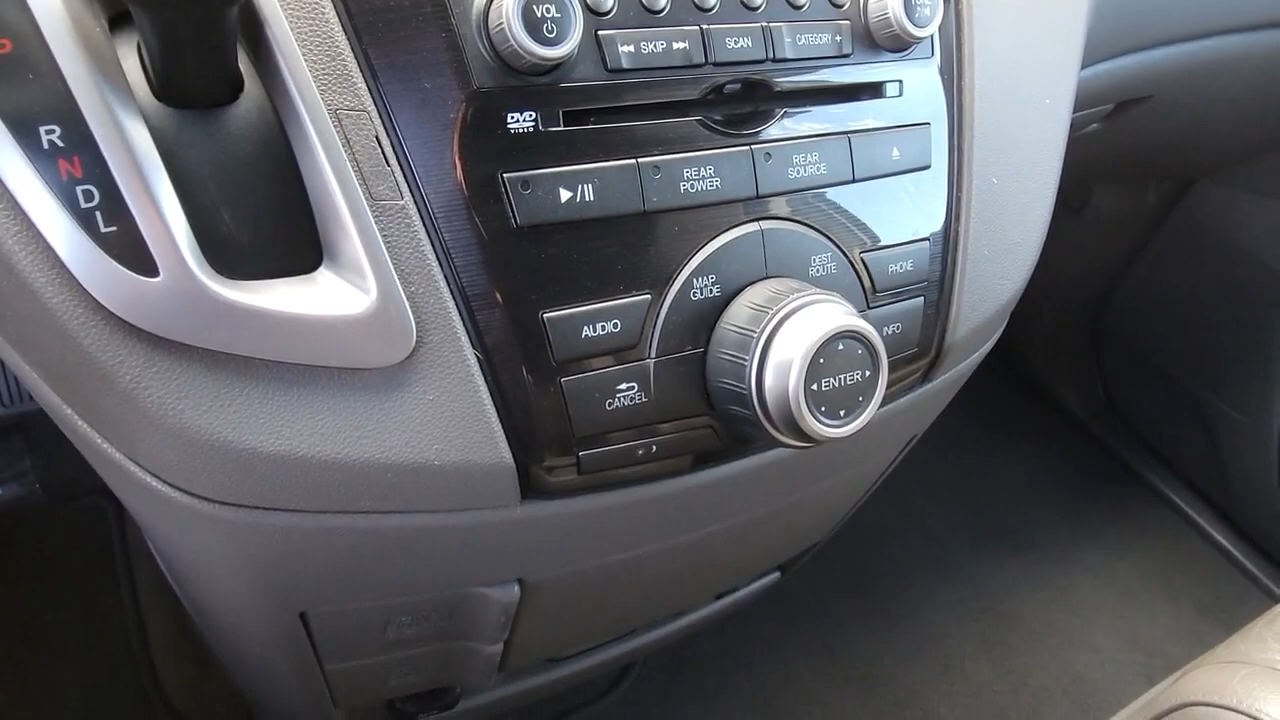 VOL
TUNE
SKIP
SCAN
- CATEGORY +
P
R
N
D
L
DVD
VIDEO
REAR
POWER
REAR
SOURCE
MAP
GUIDE
DEST
ROUTE
PHONE
AUDIO
INFO
ENTER
CANCEL